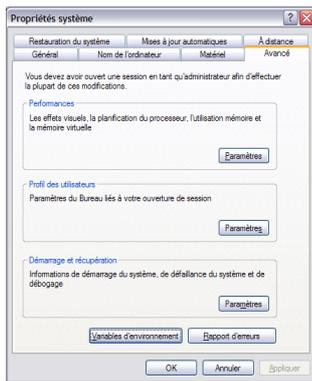 Propriétés système
Restauration du système Mises à jour automatiques À distance
Général Nom de l'ordinateur Matériel Avancé
Vous devez avoir ouvert une session en tant qu'administrateur afin d'effectuer
la plupart de ces modifications.
Performances
Les effets visuels, la planification du processeur, l'utilisation mémoire et
la mémoire virtuelle
Paramètres
Profil des utilisateurs
Paramètres du Bureau liés à votre ouverture de session
Paramètres
Démarrage et récupération
Informations de démarrage du système, de défaillance du système et de
débogage
Paramètres
Variables d'environnement Rapport d'erreurs
OK Annuler Appliquer